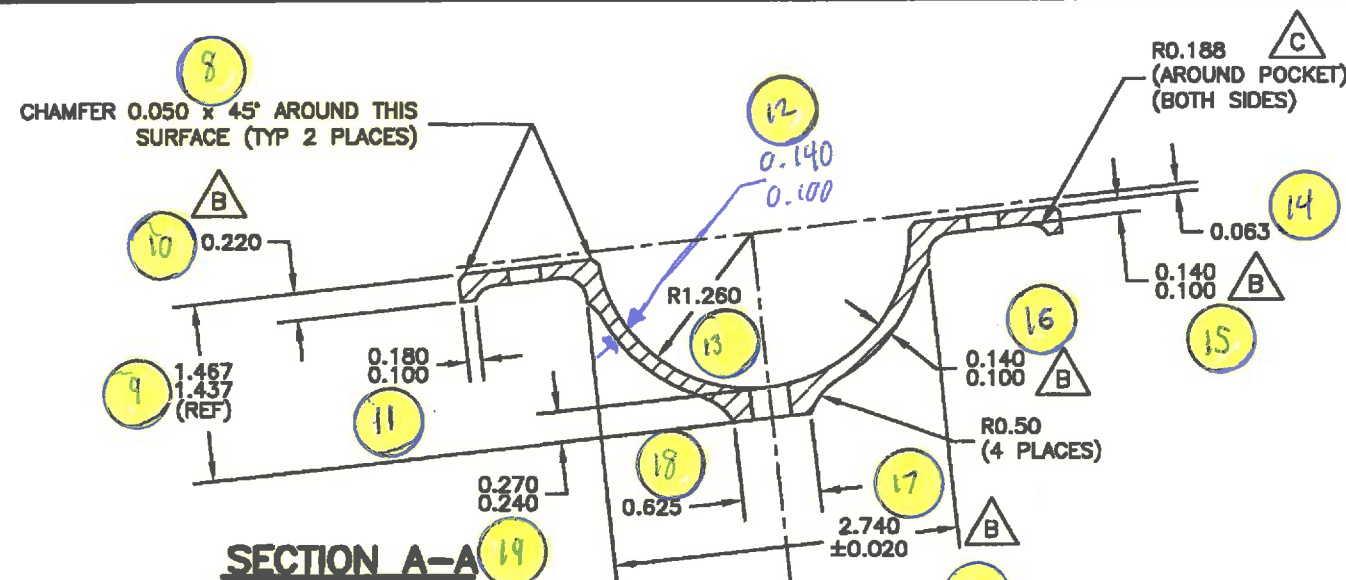 8
CHAMFER 0.050 x 45° AROUND THIS
SURFACE (TYP 2 PLACES)
12
0.140
0.100
R0.188
(AROUND POCKET)
(BOTH SIDES)
C
B
10
0.220
14
0.063
0.140
0.100
B
15
R1.260
13
16
0.140
0.100
B
9
1.467
1.437
(REF)
0.180
0.100
11
R0.50
(4 PLACES)
18
0.625
17
0.270
0.240
19
2.740
±0.020
B
SECTION A-A